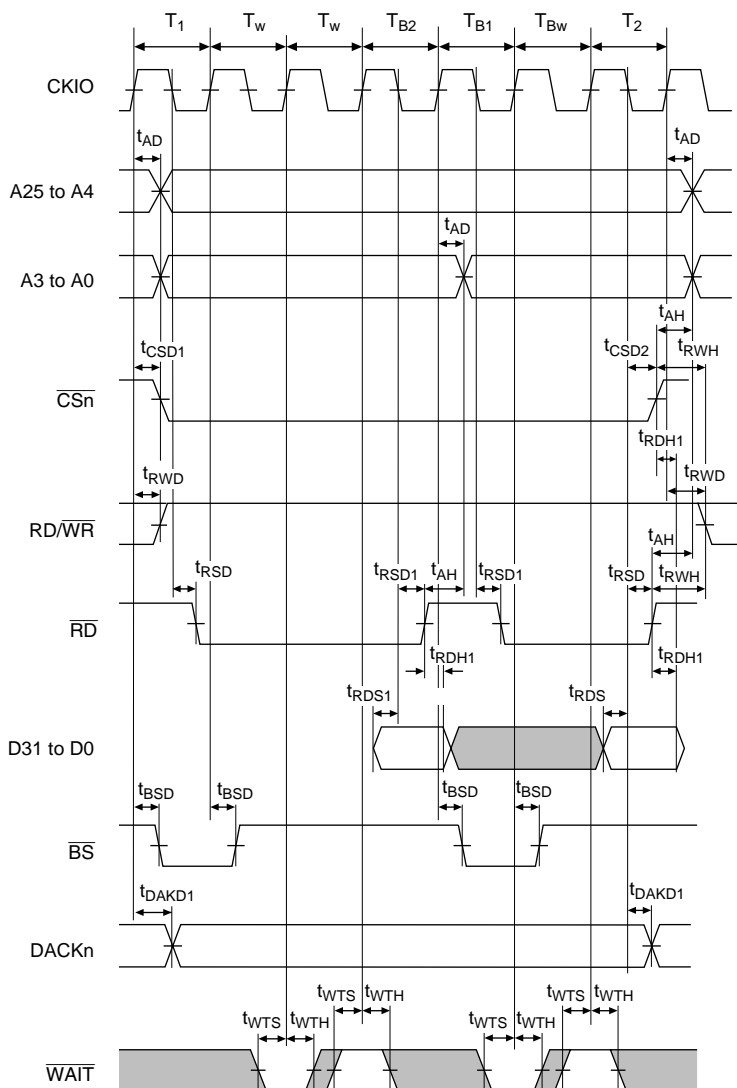 T1 Tw Tw TB2 TB1 TBw T2
CKIO
tAD tAD
A25 to A4
tAD
A3 to A0
tAH
tCSD1 tCSD2 tRWH
CSn
tRDH1
tRWD tRWD
RD/WR
tAH
tRSD tRSD1 tAH tRSD1 tRSD tRWH
RD
tRDH1 tRDH1
tRDS1 tRDS
D31 to D0
tBSD tBSD tBSD tBSD
BS
tDAKD1 tDAKD1
DACKn
tWTS tWTH tWTS tWTH tWTS tWTH tWTS tWTH
WAIT